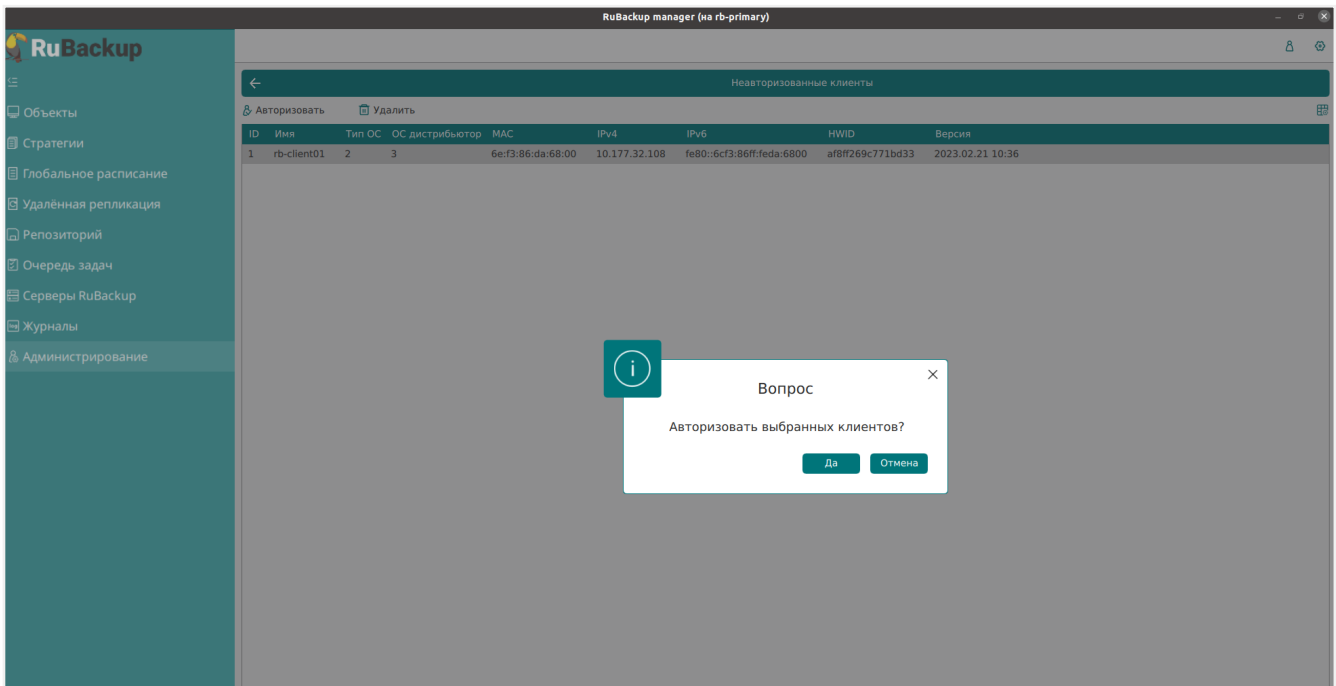 RuBackup manager (на rb-primary)
RuBackup
Неавторизованные клиенты
Объекты
Стратегии
Глобальное расписание
Удалённая репликация
Репозиторий
Очередь задач
Серверы RuBackup
Журналы
Администрирование
Авторизовать Удалить
ID Имя Тип ОС ОС дистрибьютор MAC IPv4 IPv6 HWID Версия
1 rb-client01 2 3 6e:f3:86:da:68:00 10.177.32.108 fe80::6cf3:86ff:feda:6800 af8ff269c771bd33 2023.02.21 10:36
Вопрос
Авторизовать выбранных клиентов?
Да Отмена